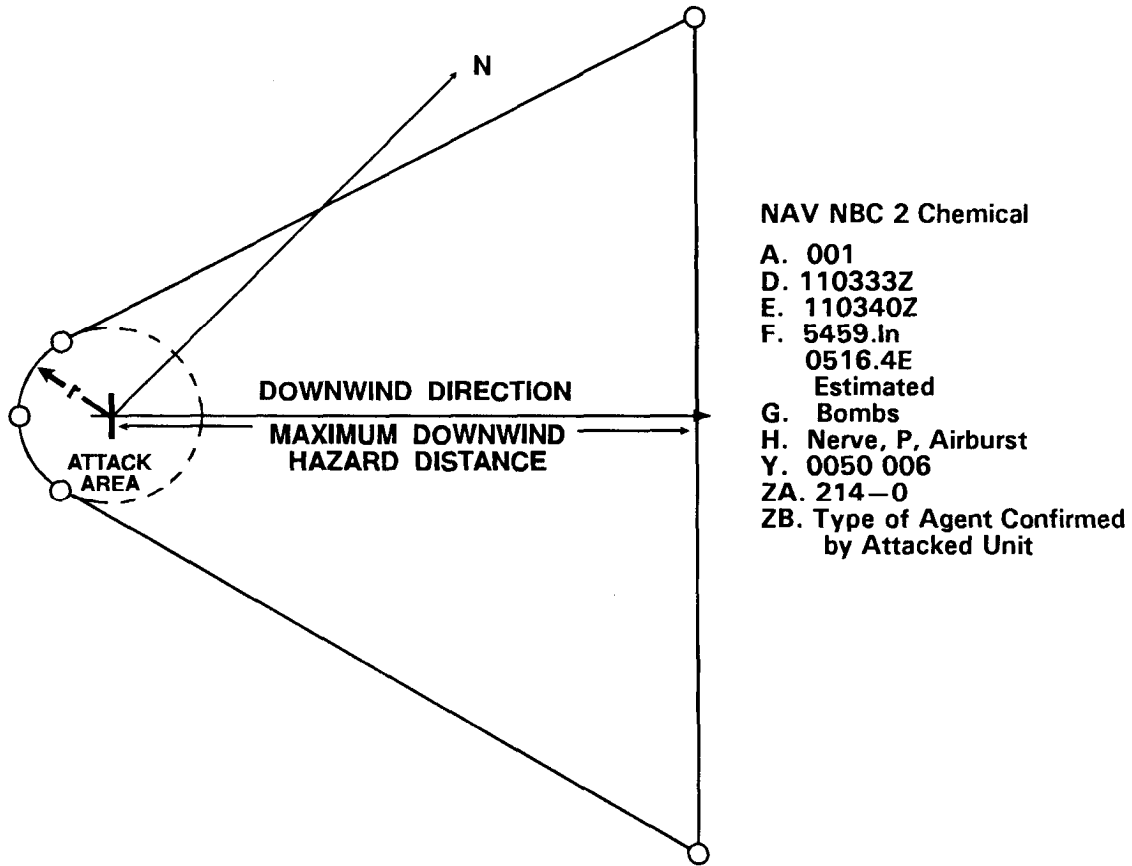 N
DOWNWIND DIRECTION
MAXIMUM DOWNWIND
HAZARD DISTANCE
r
ATTACK
AREA
NAV NBC 2 Chemical
A. 001
D. 110333Z
E. 110340Z
F. 5459.In
0516.4E
Estimated
G. Bombs
H. Nerve, P, Airburst
Y. 0050 006
ZA. 214—0
ZB. Type of Agent Confirmed
by Attacked Unit